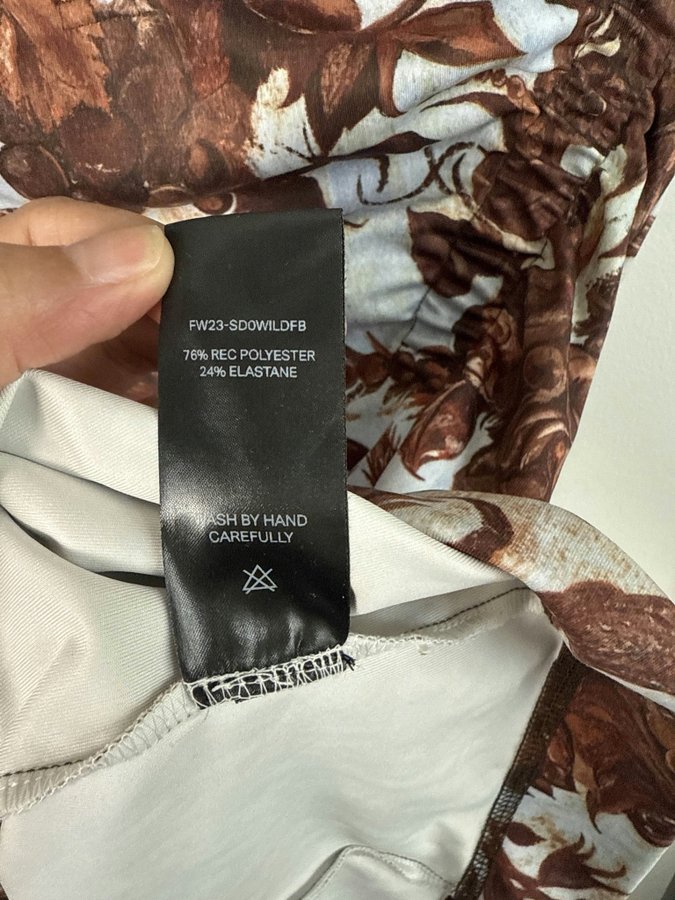 FW23-SD0WILDFB
76% REC POLYESTER
24% ELASTANE
WASH BY HAND
CAREFULLY